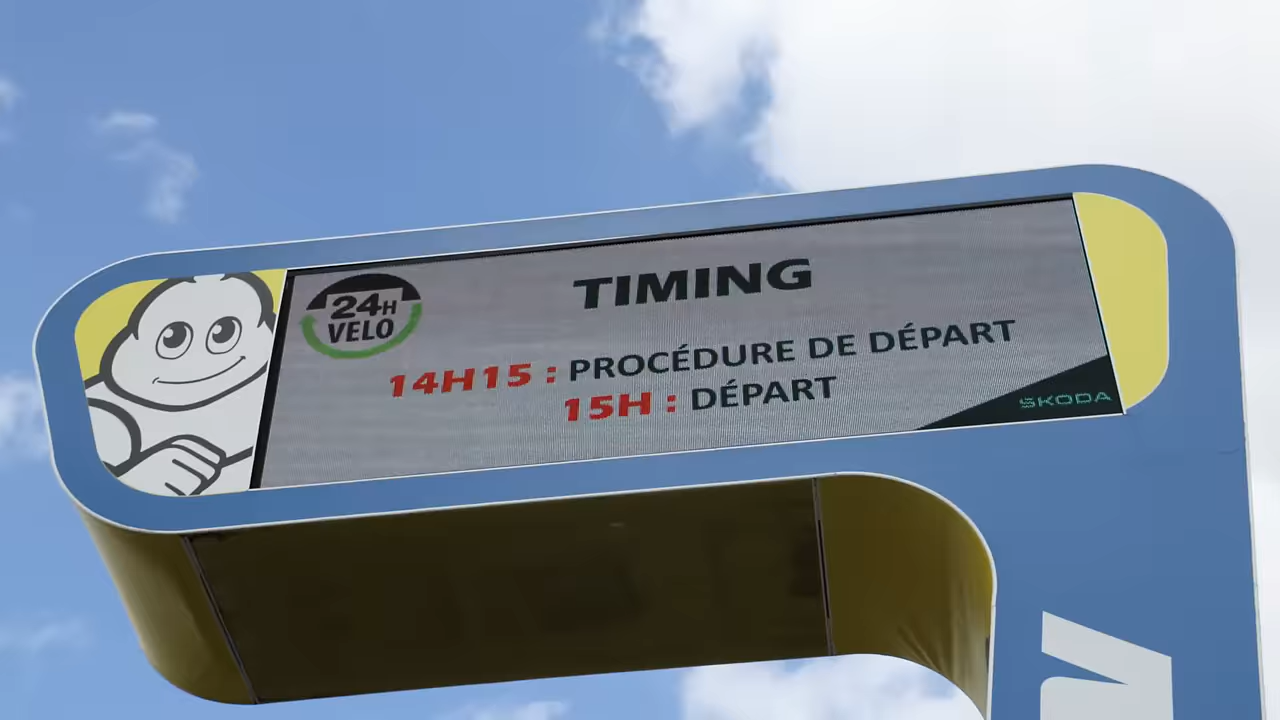 24H
VELO
TIMING
14H15 : PROCÉDURE DE DÉPART
15H : DÉPART
ŠKODA